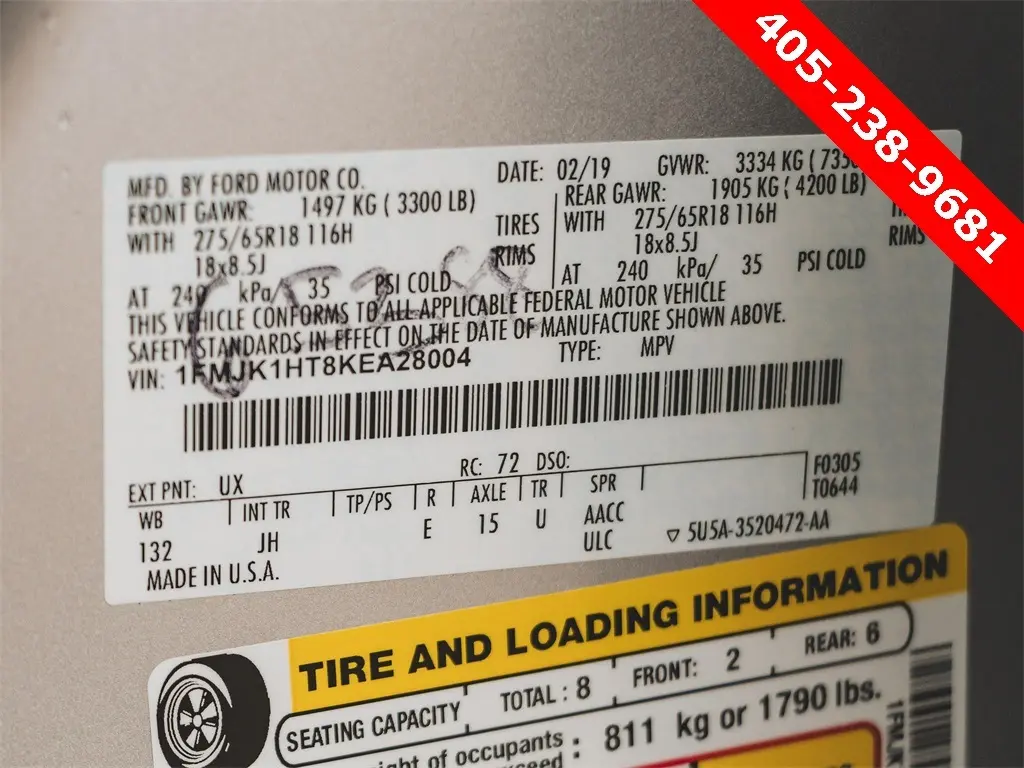 405-238-9681
MFD. BY FORD MOTOR CO. DATE: 02/19 GVWR: 3334 KG
FRONT GAWR: 1497 KG ( 3300 LB) REAR GAWR: 1905 KG ( 4200 LB)
WITH 275/65R18 116H TIRES WITH 275/65R18 116H
18x8.5J RIMS 18x8.5J RIMS
AT 240 kPa/ 35 PSI COLD AT 240 kPa/ 35 PSI COLD
THIS VEHICLE CONFORMS TO ALL APPLICABLE FEDERAL MOTOR VEHICLE
SAFETY STANDARDS IN EFFECT ON THE DATE OF MANUFACTURE SHOWN ABOVE.
VIN: 1FMJK1HT8KEA28004 TYPE: MPV
EXT PNT: UX RC: 72 DSO: F0305
WB INT TR TP/PS R AXLE TR SPR T0644
132 JH E 15 U AACC
ULC ▽ 5U5A-3520472-AA
MADE IN U.S.A.
TIRE AND LOADING INFORMATION
SEATING CAPACITY TOTAL : 8 FRONT: 2 REAR: 6
of occupants : 811 kg or 1790 lbs.